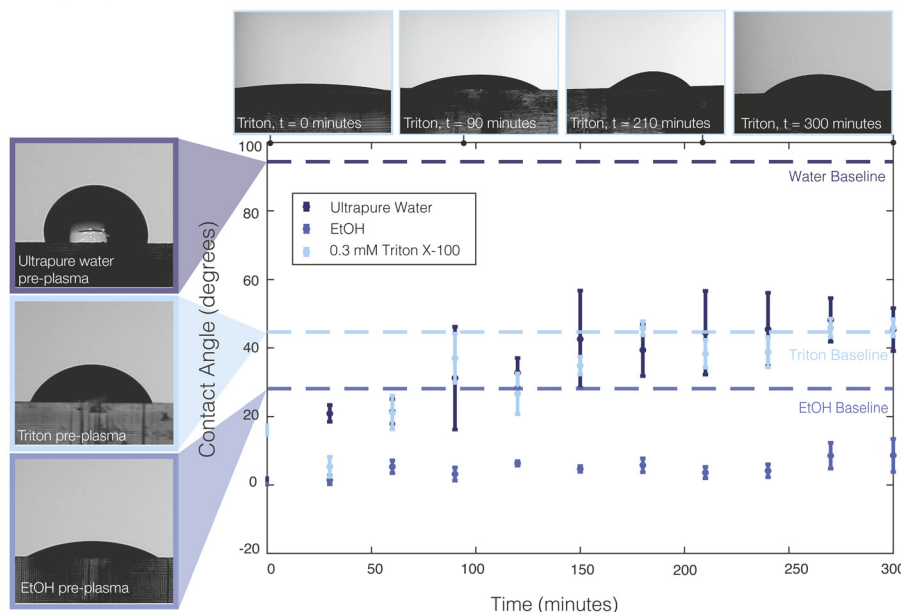 Triton, t = 0 minutes
Triton, t = 90 minutes
Triton, t = 210 minutes
Triton, t = 300 minutes
Ultrapure water
pre-plasma
Triton pre-plasma
EtOH pre-plasma
Contact Angle (degrees)
100
80
60
40
20
0
-20
Water Baseline
Ultrapure Water
EtOH
0.3 mM Triton X-100
Triton Baseline
EtOH Baseline
0
50
100
150
200
250
300
Time (minutes)